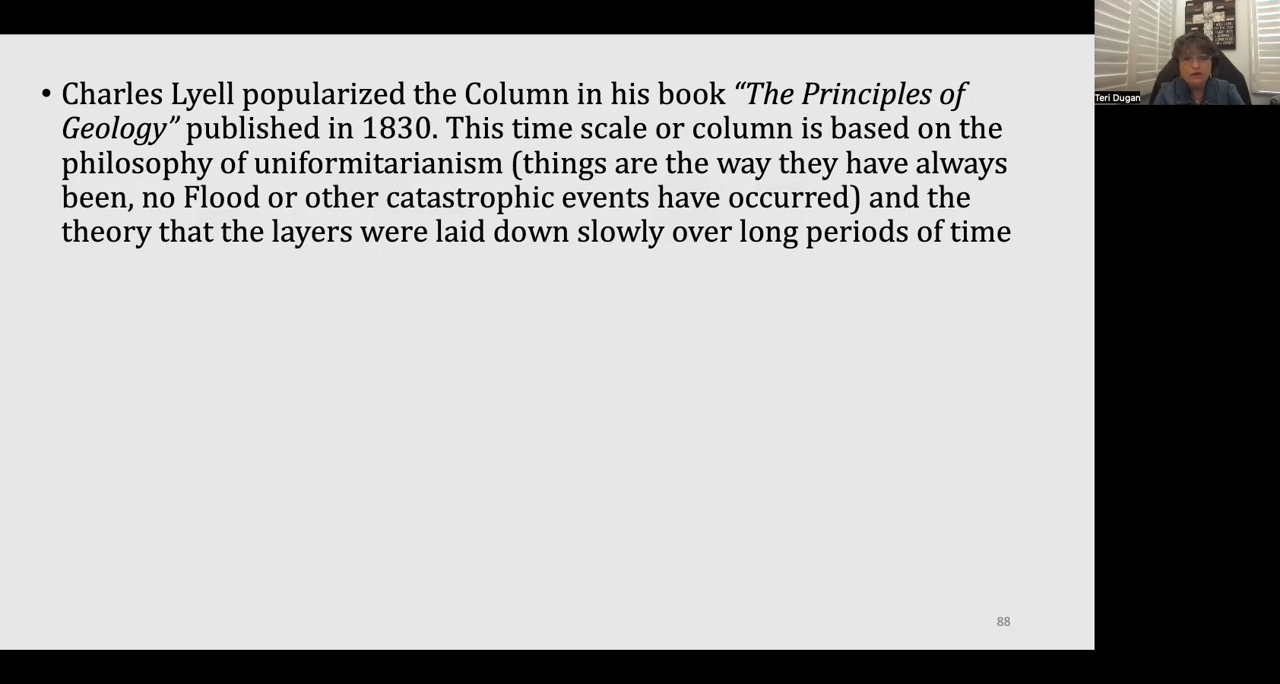 • Charles Lyell popularized the Column in his book “The Principles of
Geology” published in 1830. This time scale or column is based on the
philosophy of uniformitarianism (things are the way they have always
been, no Flood or other catastrophic events have occurred) and the
theory that the layers were laid down slowly over long periods of time
88
Teri Dugan